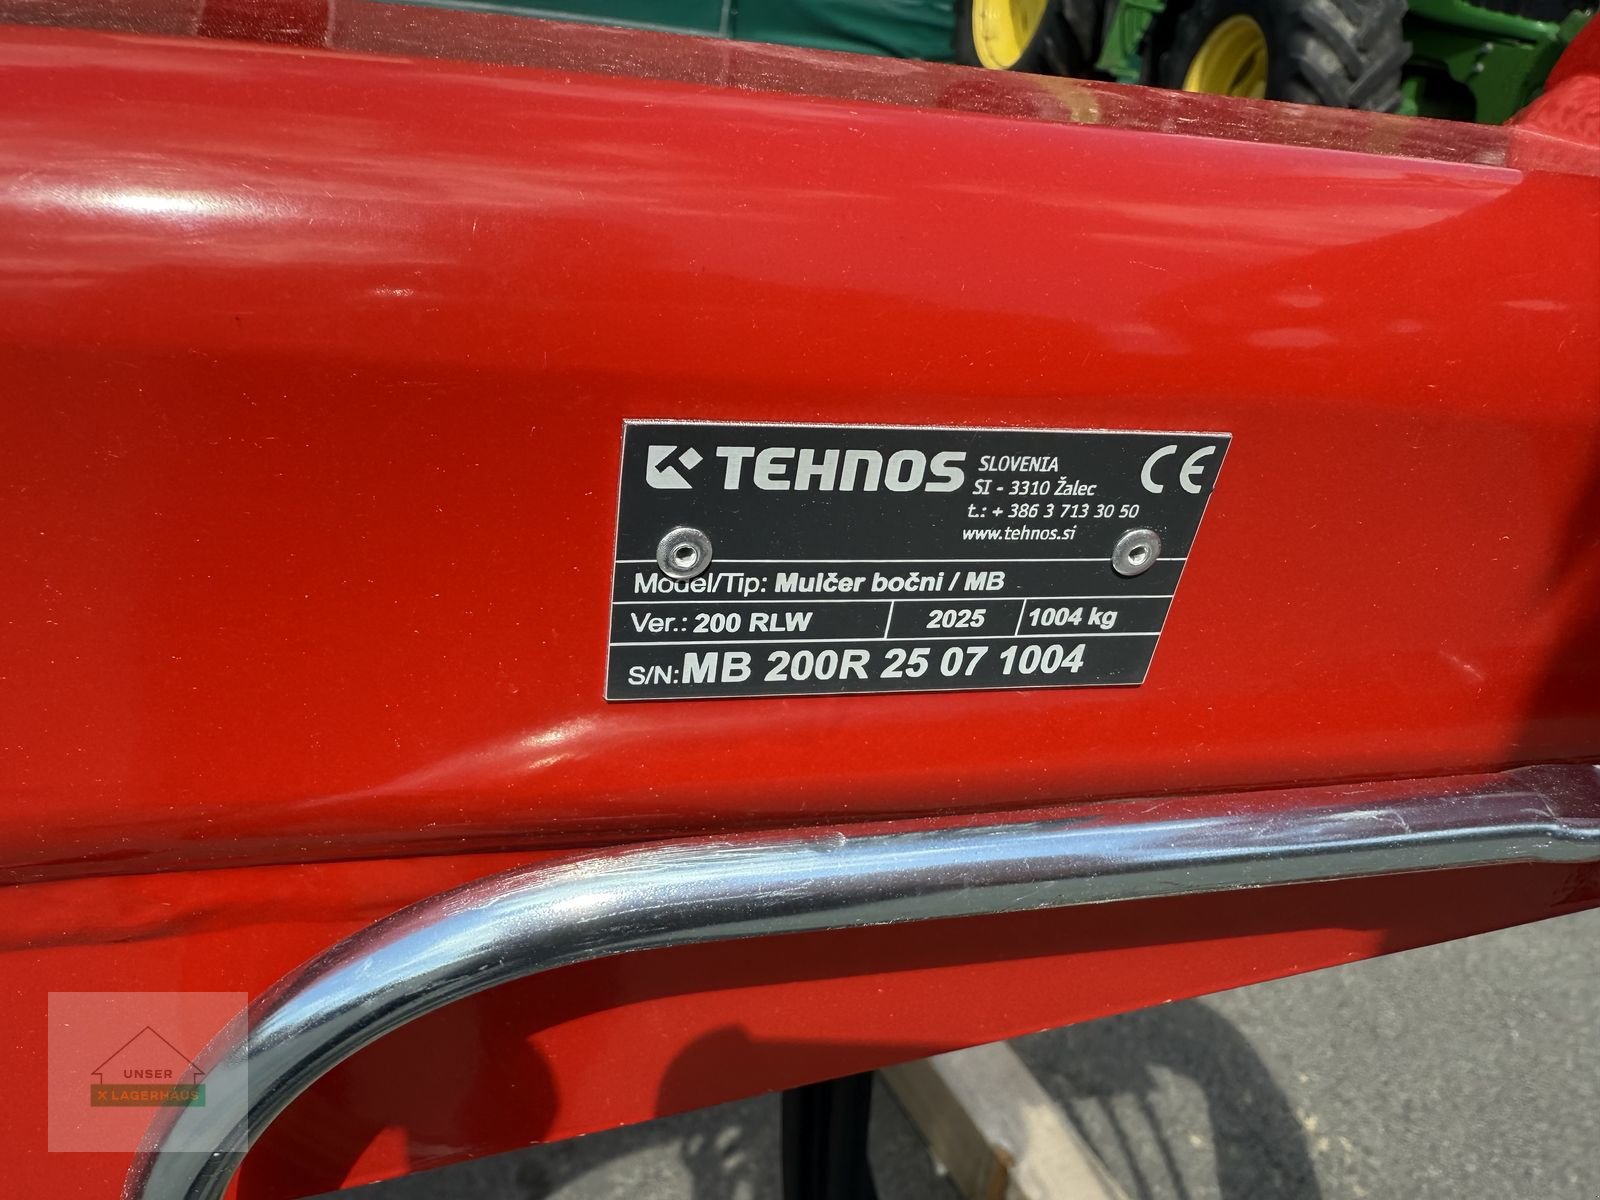 TEHNOS
SLOVENIA
SI - 3310 Žalec
t.: + 386 3 713 30 50
www.tehnos.si
CE
Model/Tip: Mulčer bočni / MB
Ver.: 200 RLW 2025 1004 kg
S/N: MB 200R 25 07 1004
UNSER
X LAGERHAUS